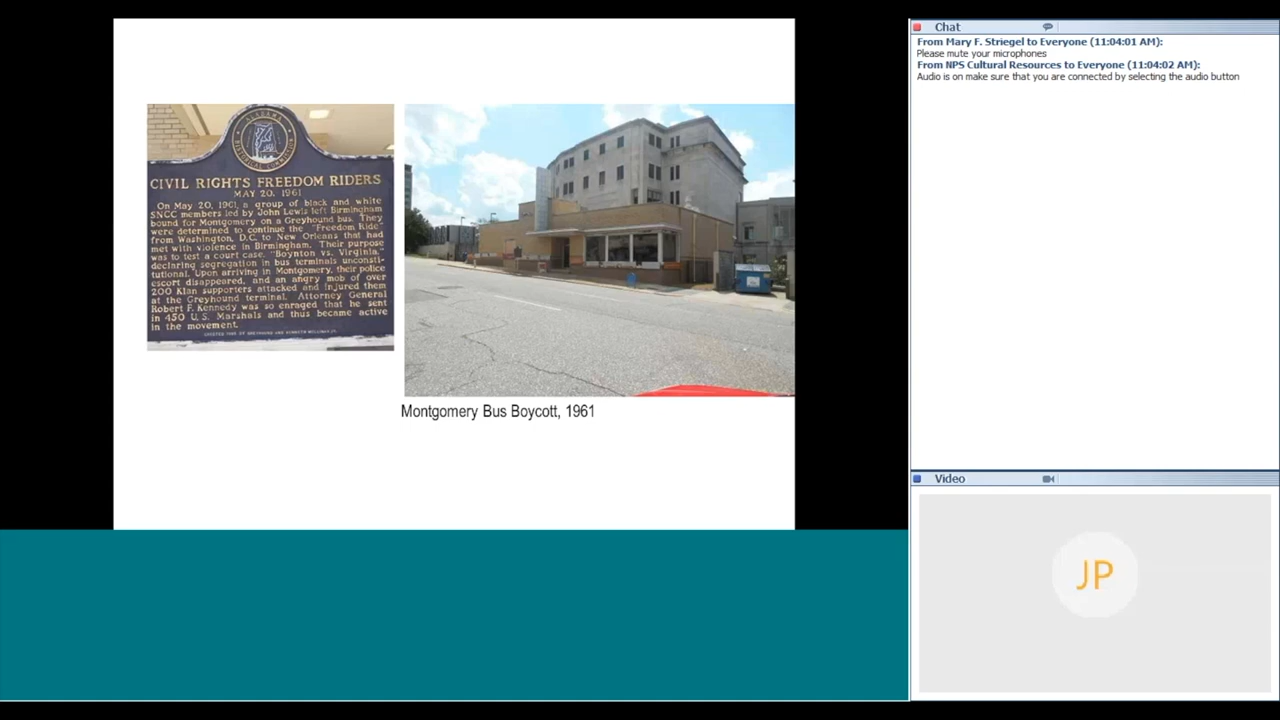 ALABAMA
HISTORICAL COMMISSION
CIVIL RIGHTS FREEDOM RIDERS
MAY 20, 1961
On May 20, 1961, a group of black and white
SNCC members led by John Lewis left Birmingham
bound for Montgomery on a Greyhound bus. They
were determined to continue the "Freedom Ride"
from Washington, D.C. to New Orleans that had
met with violence in Birmingham. Their purpose
was to test a court case, "Boynton vs. Virginia,"
declaring segregation in bus terminals unconsti-
tutional. Upon arriving in Montgomery, their police
escort disappeared, and an angry mob of over
200 Klan supporters attacked and injured them
at the Greyhound terminal. Attorney General
Robert F. Kennedy was so enraged that he sent
in 450 U.S. Marshals and thus became active
in the movement.
Montgomery Bus Boycott, 1961
Chat
From Mary F. Striegel to Everyone (11:04:01 AM):
Please mute your microphones
From NPS Cultural Resources to Everyone (11:04:02 AM):
Audio is on make sure that you are connected by selecting the audio button
Video
JP